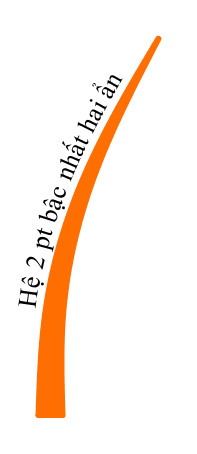 Hệ 2 pt bậc nhất hai ẩn